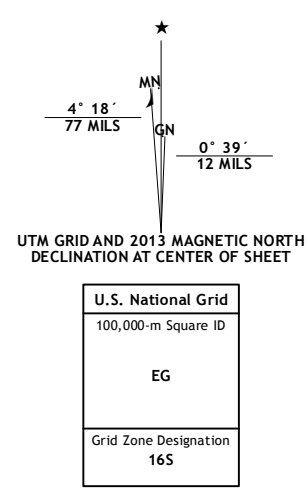 ★
MN
4° 18´
77 MILS
GN
0° 39´
12 MILS
UTM GRID AND 2013 MAGNETIC NORTH
DECLINATION AT CENTER OF SHEET
U.S. National Grid
100,000-m Square ID
EG
Grid Zone Designation
16S